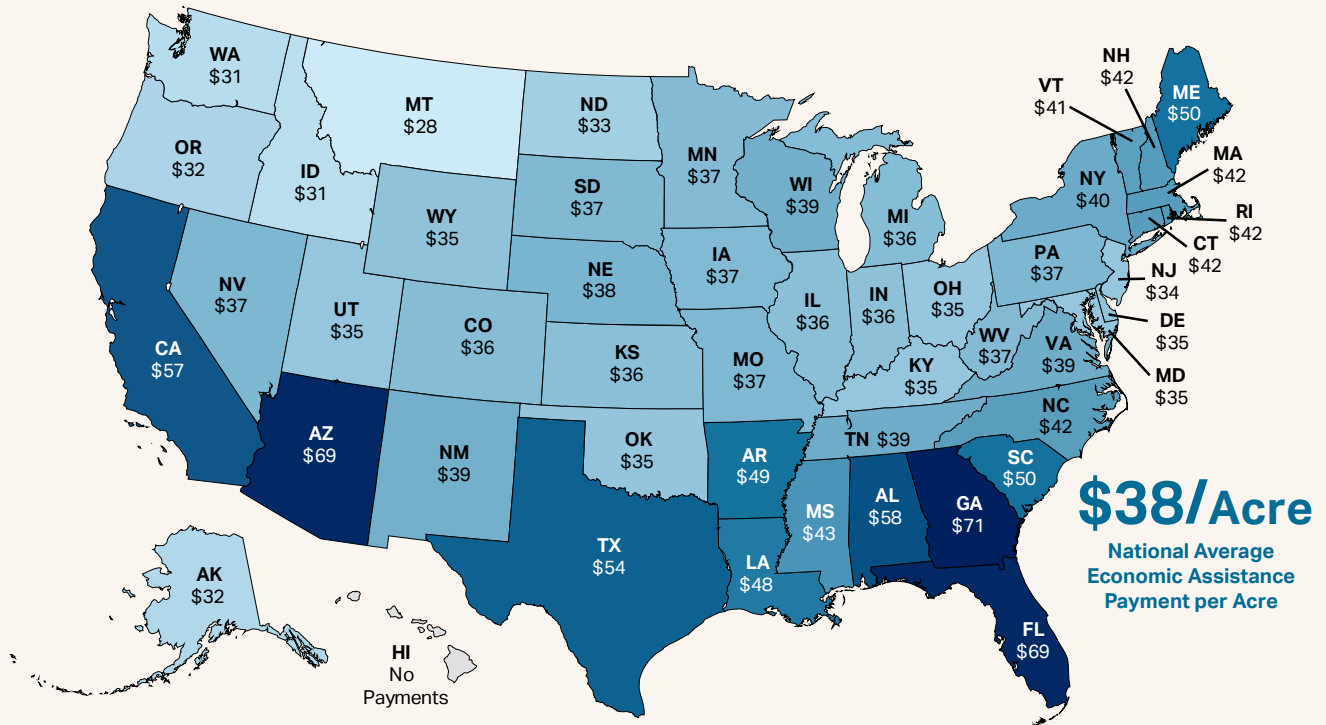 WA
$31
OR
$32
ID
$31
MT
$28
ND
$33
SD
$37
WY
$35
NE
$38
MN
$37
WI
$39
MI
$36
IA
$37
NV
$37
UT
$35
CO
$36
KS
$36
MO
$37
IL
$36
IN
$36
OH
$35
CA
$57
AZ
$69
NM
$39
OK
$35
AR
$49
TX
$54
LA
$48
MS
$43
AL
$58
GA
$71
FL
$69
SC
$50
NC
$42
TN $39
KY
$35
WV
$37
VA
$39
PA
$37
NY
$40
VT
$41
NH
$42
ME
$50
MA
$42
RI
$42
CT
$42
NJ
$34
DE
$35
MD
$35
AK
$32
HI
No
Payments
$38/Acre
National Average
Economic Assistance
Payment per Acre